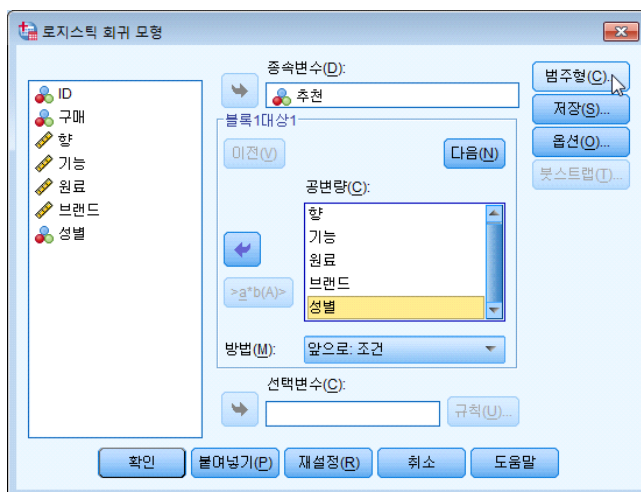 로지스틱 회귀 모형
ID
구매
향
기능
원료
브랜드
성별
종속변수(D):
추천
블록1대상1
이전(V)
다음(N)
공변량(C):
향
기능
원료
브랜드
성별
>a*b(A)>
방법(M):
앞으로: 조건
선택변수(C):
규칙(U)...
범주형(C)...
저장(S)...
옵션(O)...
붓스트랩(T)...
확인
붙여넣기(P)
재설정(R)
취소
도움말